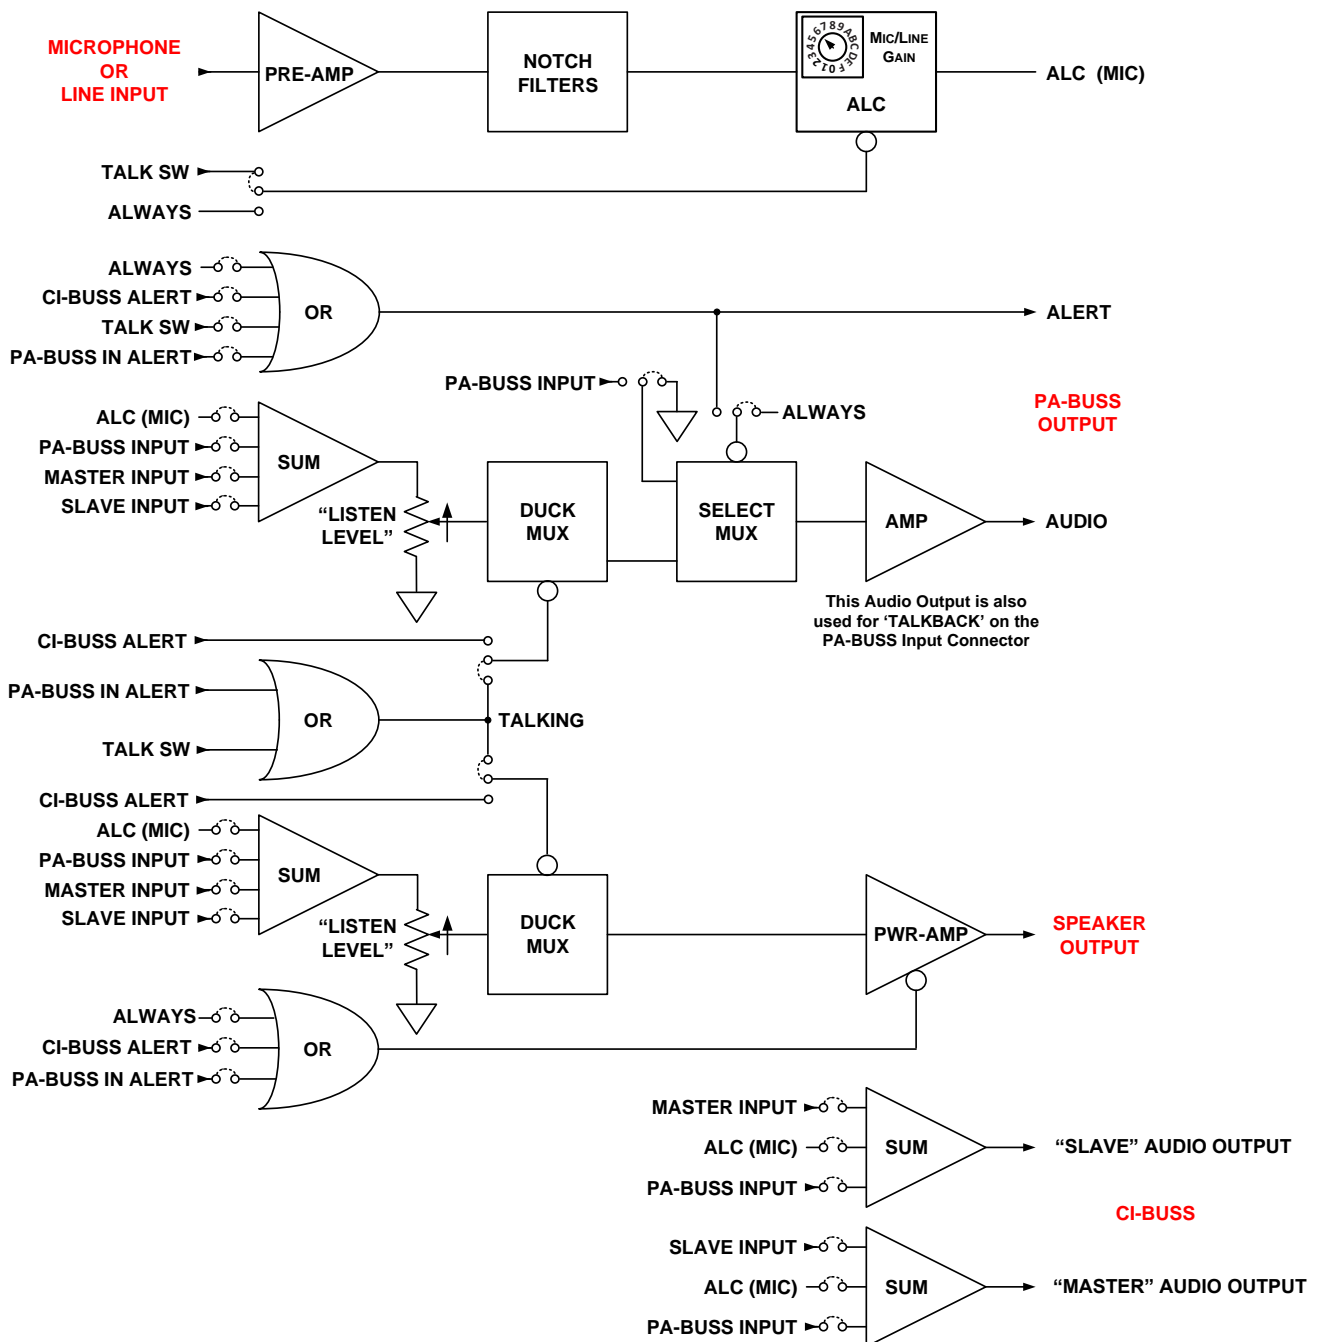 MICROPHONE
OR
LINE INPUT
PRE-AMP
NOTCH
FILTERS
0123456789ABCDEF
MIC/LINE
GAIN
ALC
ALC (MIC)
TALK SW
ALWAYS
ALWAYS
CI-BUSS ALERT
TALK SW
PA-BUSS IN ALERT
OR
ALERT
PA-BUSS INPUT
ALWAYS
PA-BUSS
OUTPUT
ALC (MIC)
PA-BUSS INPUT
MASTER INPUT
SLAVE INPUT
SUM
“LISTEN
LEVEL”
DUCK
MUX
SELECT
MUX
AMP
AUDIO
This Audio Output is also
used for ‘TALKBACK’ on the
PA-BUSS Input Connector
CI-BUSS ALERT
PA-BUSS IN ALERT
OR
TALKING
TALK SW
CI-BUSS ALERT
ALC (MIC)
PA-BUSS INPUT
MASTER INPUT
SLAVE INPUT
SUM
“LISTEN
LEVEL”
DUCK
MUX
PWR-AMP
SPEAKER
OUTPUT
ALWAYS
CI-BUSS ALERT
PA-BUSS IN ALERT
OR
MASTER INPUT
ALC (MIC)
PA-BUSS INPUT
SUM
“SLAVE” AUDIO OUTPUT
CI-BUSS
SLAVE INPUT
ALC (MIC)
PA-BUSS INPUT
SUM
“MASTER” AUDIO OUTPUT